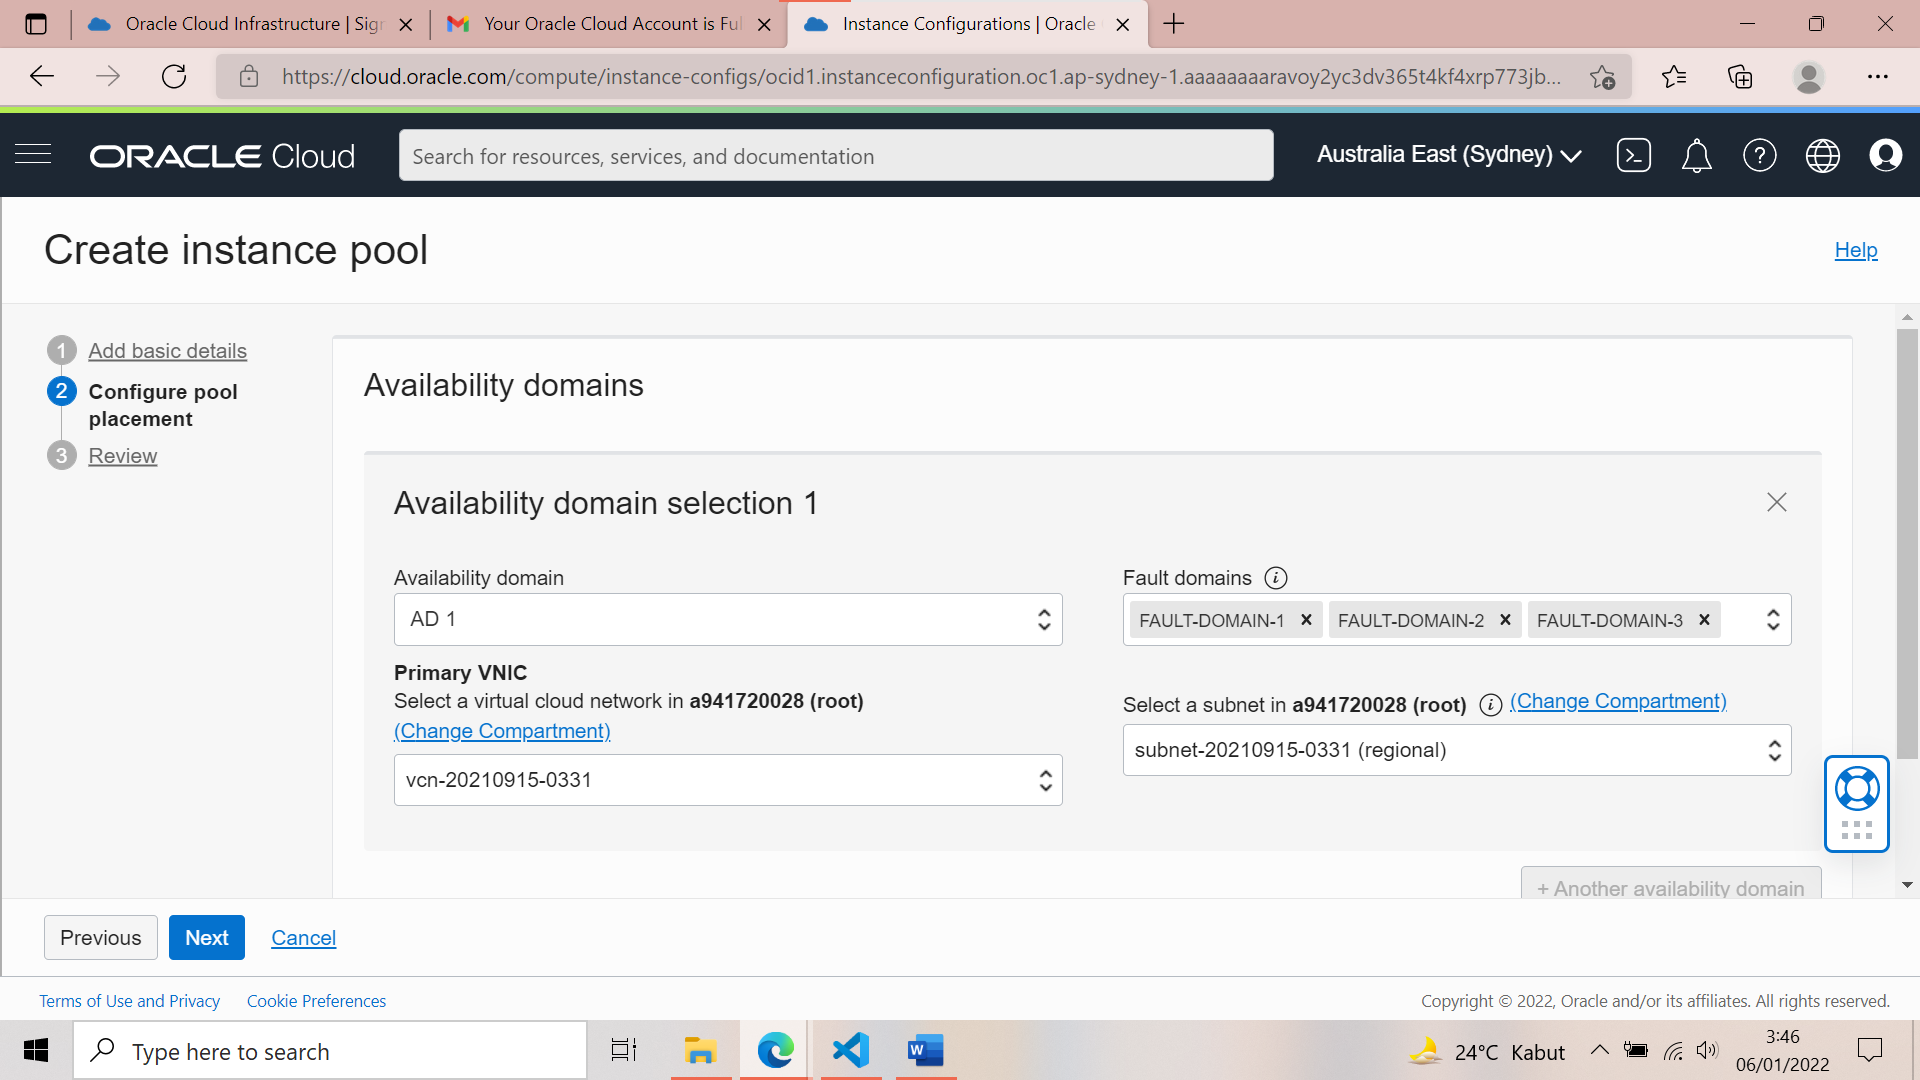 Oracle Cloud Infrastructure | Sign
Your Oracle Cloud Account is Ful
Instance Configurations | Oracle
https://cloud.oracle.com/compute/instance-configs/ocid1.instanceconfiguration.oc1.ap-sydney-1.aaaaaaaaravoy2yc3dv365t4kf4xrp773jb...
ORACLE Cloud
Search for resources, services, and documentation
Australia East (Sydney)
Create instance pool
Help
1 Add basic details
2 Configure pool
placement
3 Review
Availability domains
Availability domain selection 1
Availability domain
AD 1
Fault domains
FAULT-DOMAIN-1 FAULT-DOMAIN-2 FAULT-DOMAIN-3
Primary VNIC
Select a virtual cloud network in a941720028 (root)
(Change Compartment)
vcn-20210915-0331
Select a subnet in a941720028 (root) (Change Compartment)
subnet-20210915-0331 (regional)
+ Another availability domain
Previous
Next
Cancel
Terms of Use and Privacy
Cookie Preferences
Copyright © 2022, Oracle and/or its affiliates. All rights reserved.
Type here to search
24°C Kabut
3:46
06/01/2022